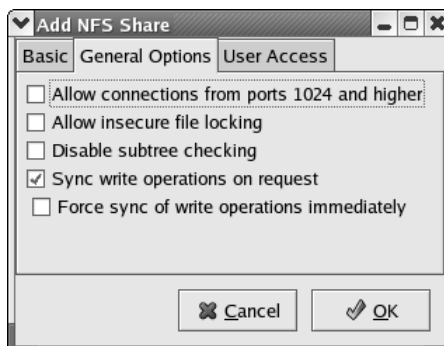 Add NFS Share
Basic General Options User Access
Allow connections from ports 1024 and higher
Allow insecure file locking
Disable subtree checking
Sync write operations on request
Force sync of write operations immediately
Cancel OK